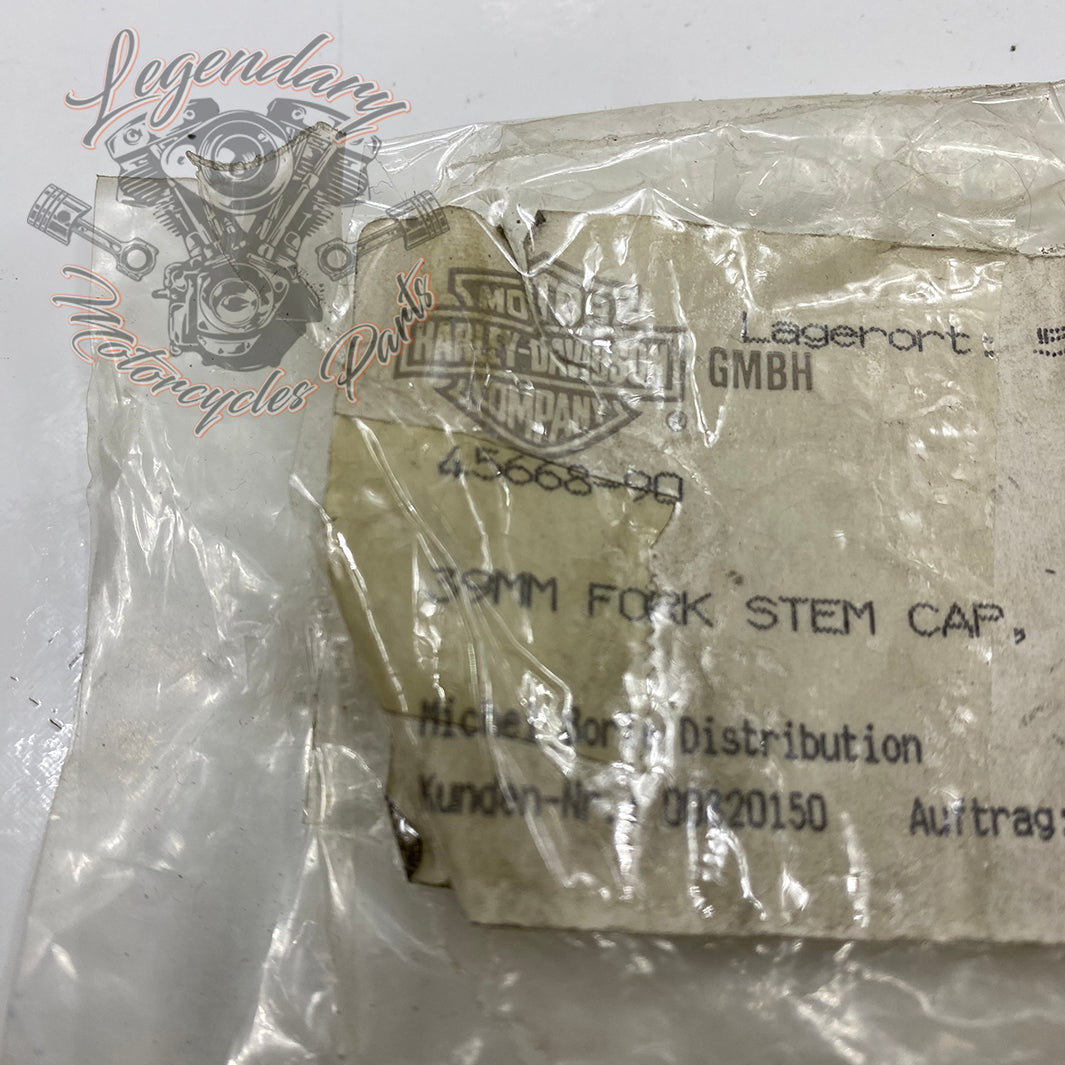 Legendary
Motorcycles Parts
MOTOR
HARLEY-DAVIDSON
COMPANY
®
GMBH
Lagerort:
45668-90
39MM FORK STEM CAP,
Distribution
Kunden-Nr.: Auftrag: